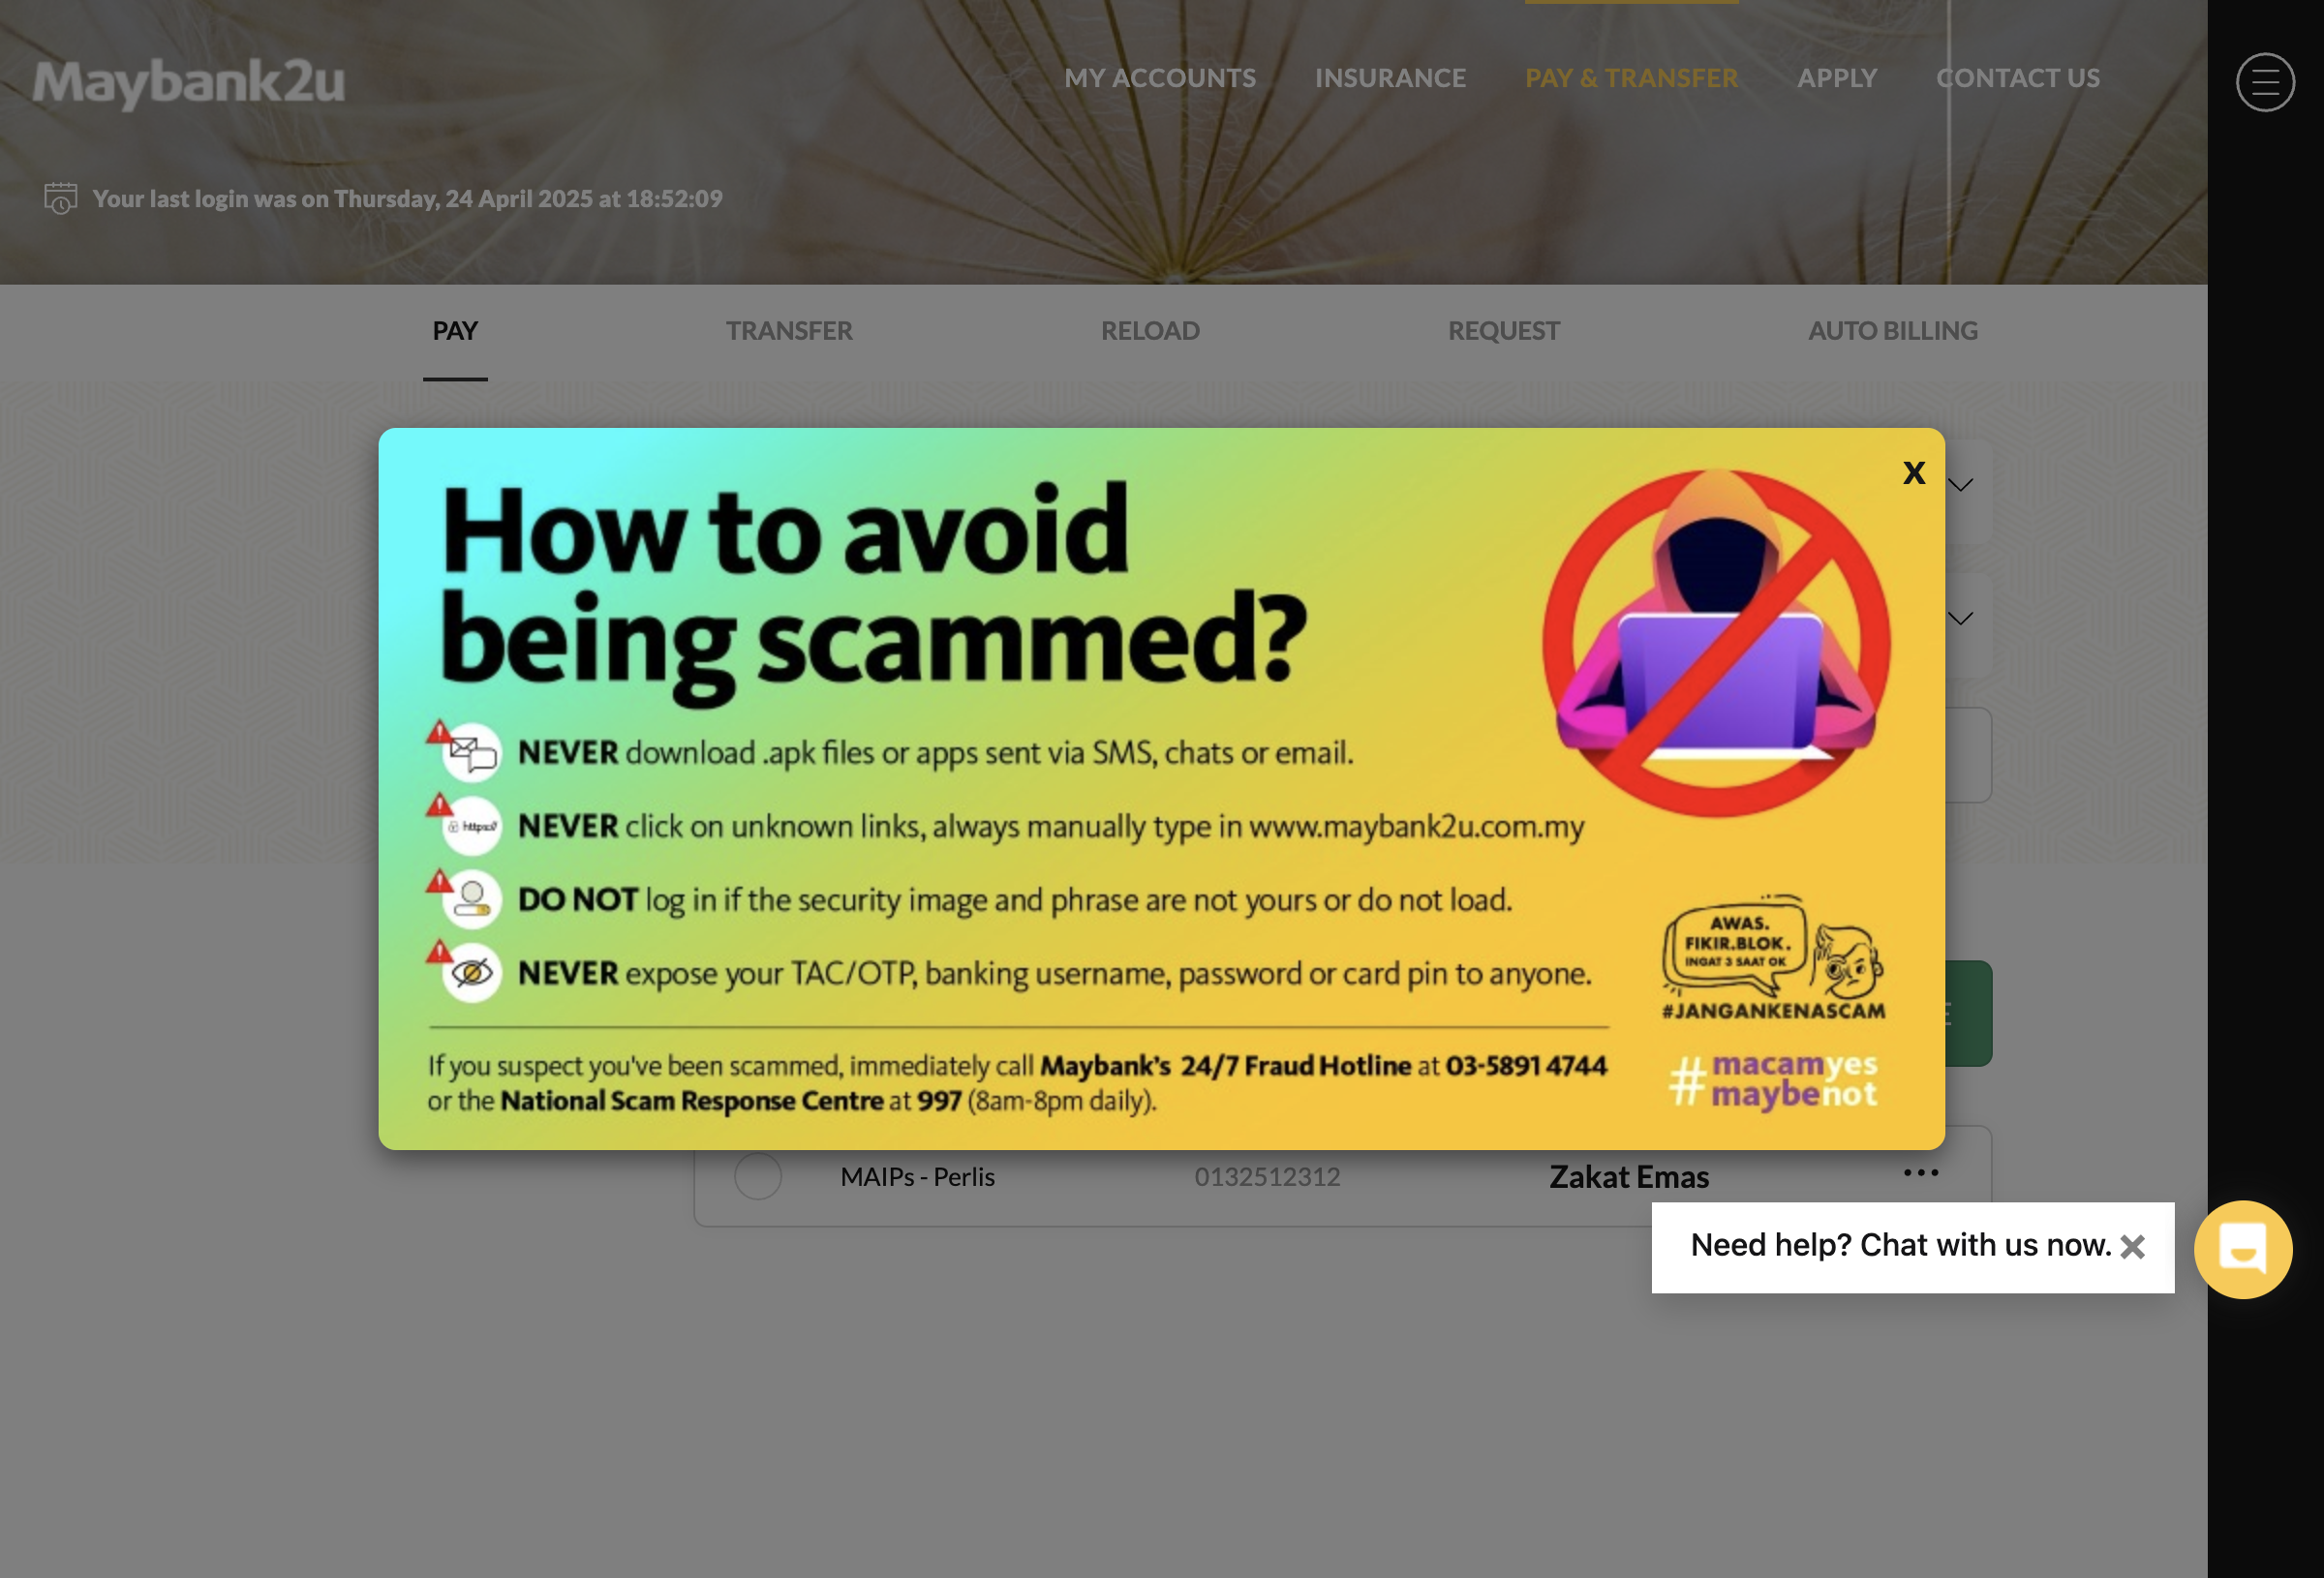 Maybank2u
MY ACCOUNTS
INSURANCE
PAY & TRANSFER
APPLY
CONTACT US
Your last login was on Thursday, 24 April 2025 at 18:52:09
PAY
TRANSFER
RELOAD
REQUEST
AUTO BILLING
X
How to avoid
being scammed?
NEVER download .apk files or apps sent via SMS, chats or email.
https://
NEVER click on unknown links, always manually type in www.maybank2u.com.my
DO NOT log in if the security image and phrase are not yours or do not load.
NEVER expose your TAC/OTP, banking username, password or card pin to anyone.
AWAS.
FIKIR.BLOK.
INGAT 3 SAAT OK
#JANGANKENASCAM
If you suspect you've been scammed, immediately call Maybank's 24/7 Fraud Hotline at 03-5891 4744
or the National Scam Response Centre at 997 (8am-8pm daily).
#macamyes
maybenot
MAIPs - Perlis
0132512312
Zakat Emas
Need help? Chat with us now.